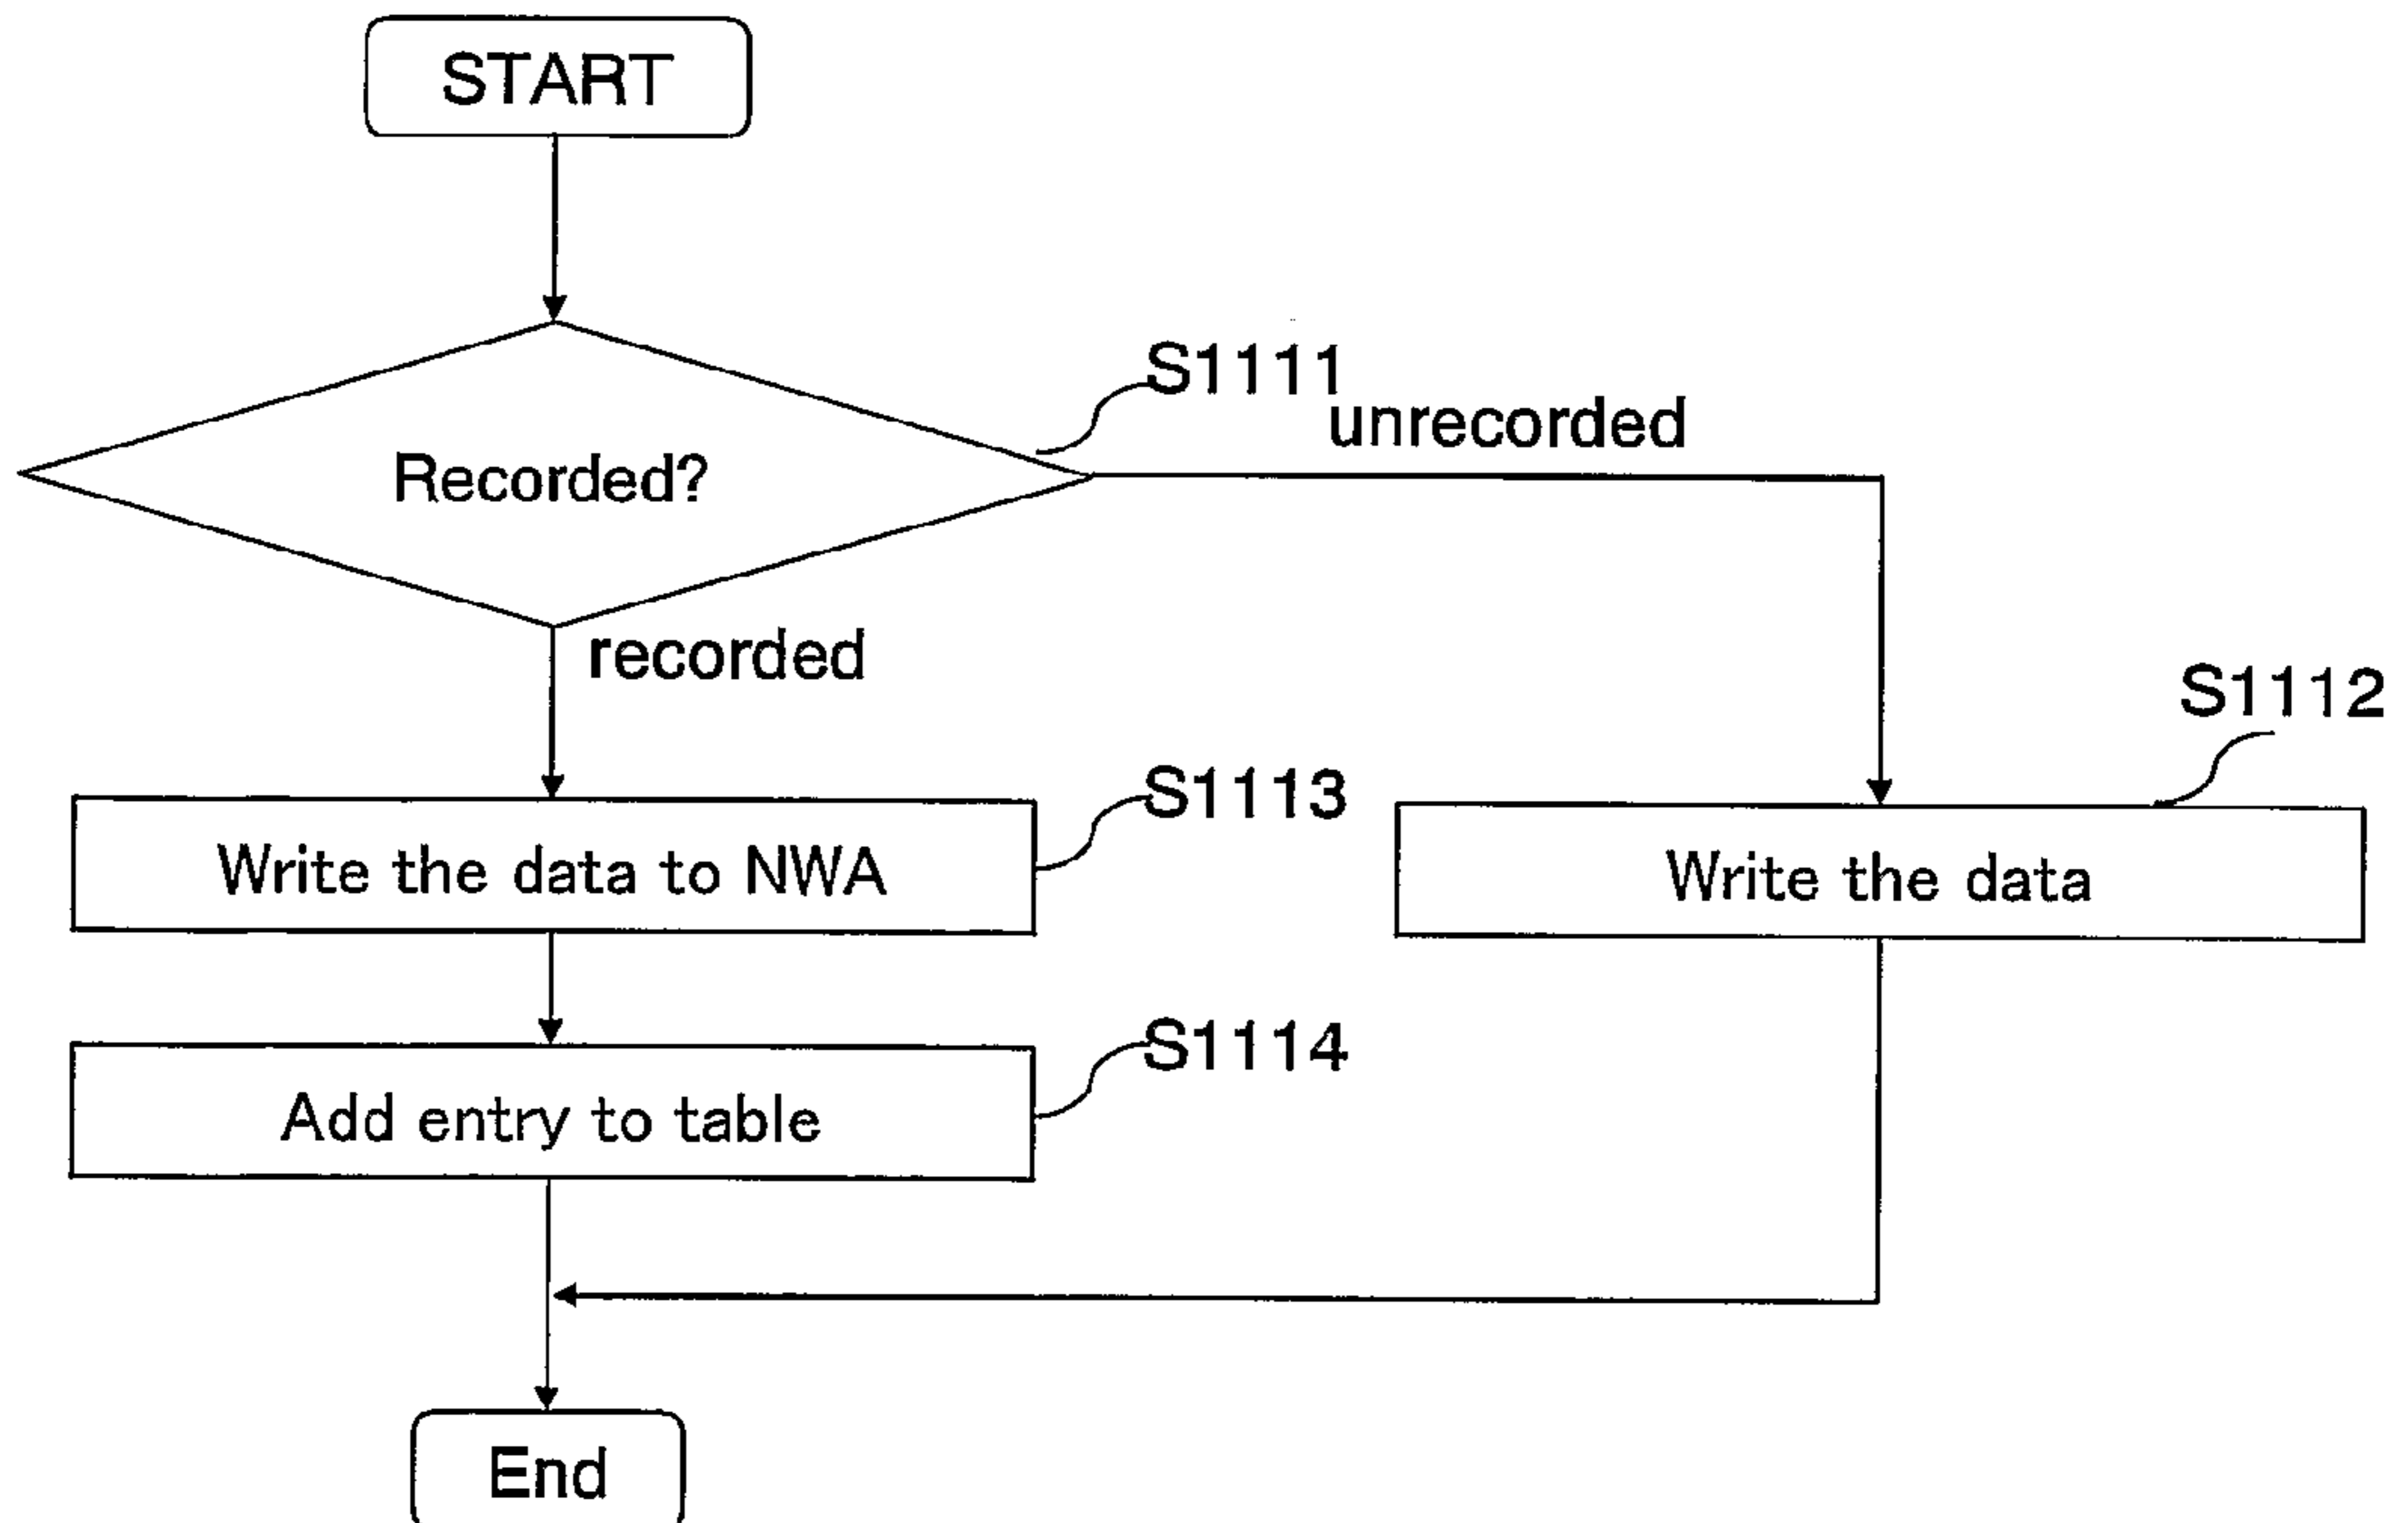 START
S1111
unrecorded
Recorded?
recorded
S1112
S1113
Write the data to NWA
Write the data
S1114
Add entry to table
End